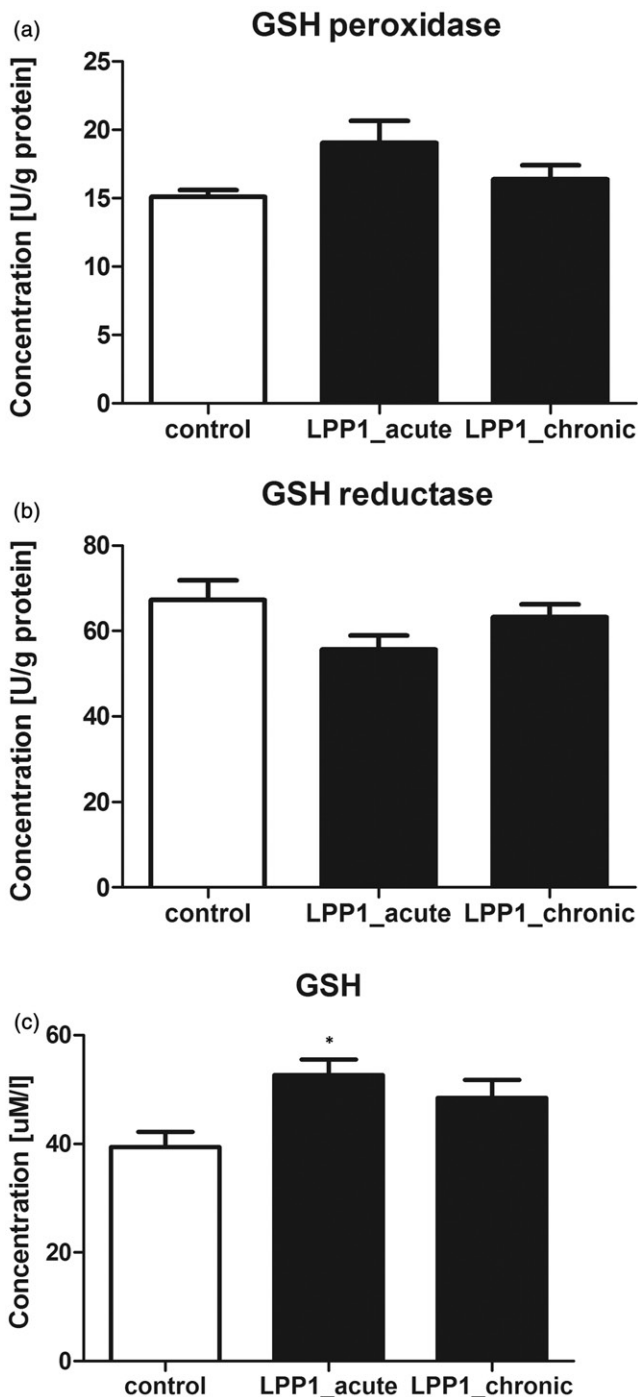 (a)
GSH peroxidase
Concentration [U/g protein]
25
20
15
10
5
0
control LPP1_acute LPP1_chronic
(b)
GSH reductase
Concentration [U/g protein]
80
60
40
20
0
control LPP1_acute LPP1_chronic
GSH
(c)
Concentration [uM/l]
60
*
40
20
0
control LPP1_acute LPP1_chronic